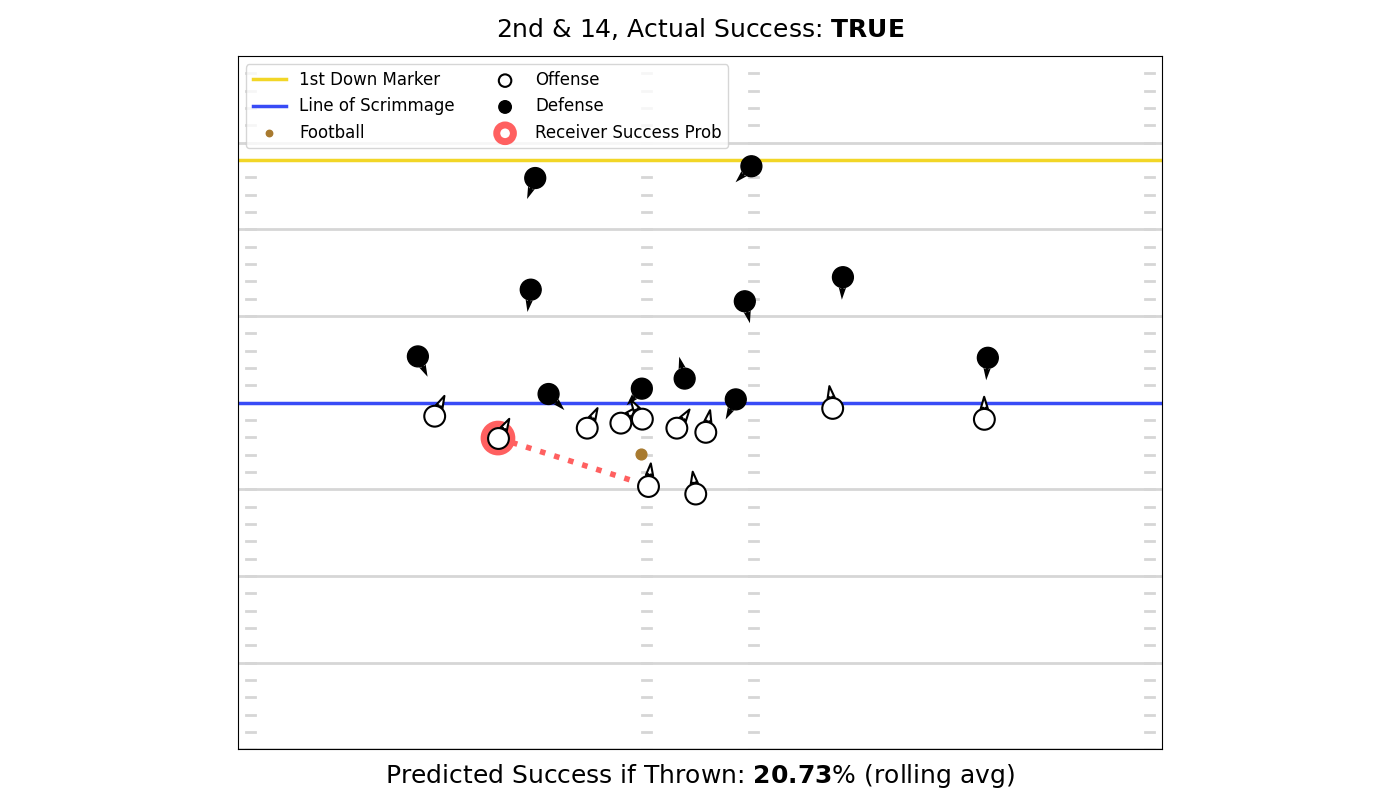 2nd & 14, Actual Success: TRUE
1st Down Marker
Line of Scrimmage
Football
Offense
Defense
Receiver Success Prob
Predicted Success if Thrown: 20.73% (rolling avg)